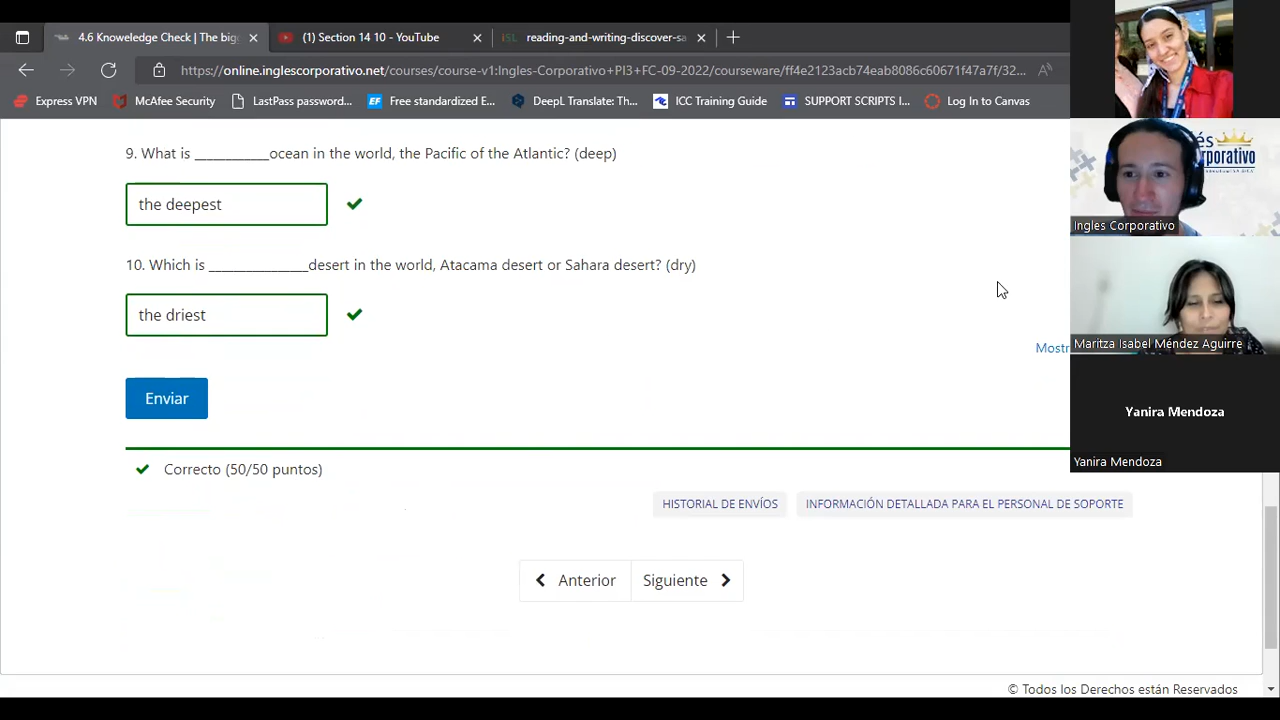 4.6 Knoweledge Check | The big
(1) Section 14 10 - YouTube
ISL
reading-and-writing-discover-sa
https://online.inglescorporativo.net/courses/course-v1:Ingles-Corporativo+PI3+FC-09-2022/courseware/ff4e2123acb74eab8086c60671f47a7f/32...
Express VPN
McAfee Security
LastPass password...
EF
Free standardized E...
DeepL Translate: Th...
ICC Training Guide
SUPPORT SCRIPTS I...
Log In to Canvas
9. What is ____________ocean in the world, the Pacific of the Atlantic? (deep)
the deepest
10. Which is ________________desert in the world, Atacama desert or Sahara desert? (dry)
the driest
Mostr
Enviar
Correcto (50/50 puntos)
HISTORIAL DE ENVÍOS
INFORMACIÓN DETALLADA PARA EL PERSONAL DE SOPORTE
Anterior
Siguiente
© Todos los Derechos están Reservados
Ingles Corporativo
Maritza Isabel Méndez Aguirre
Yanira Mendoza
Yanira Mendoza